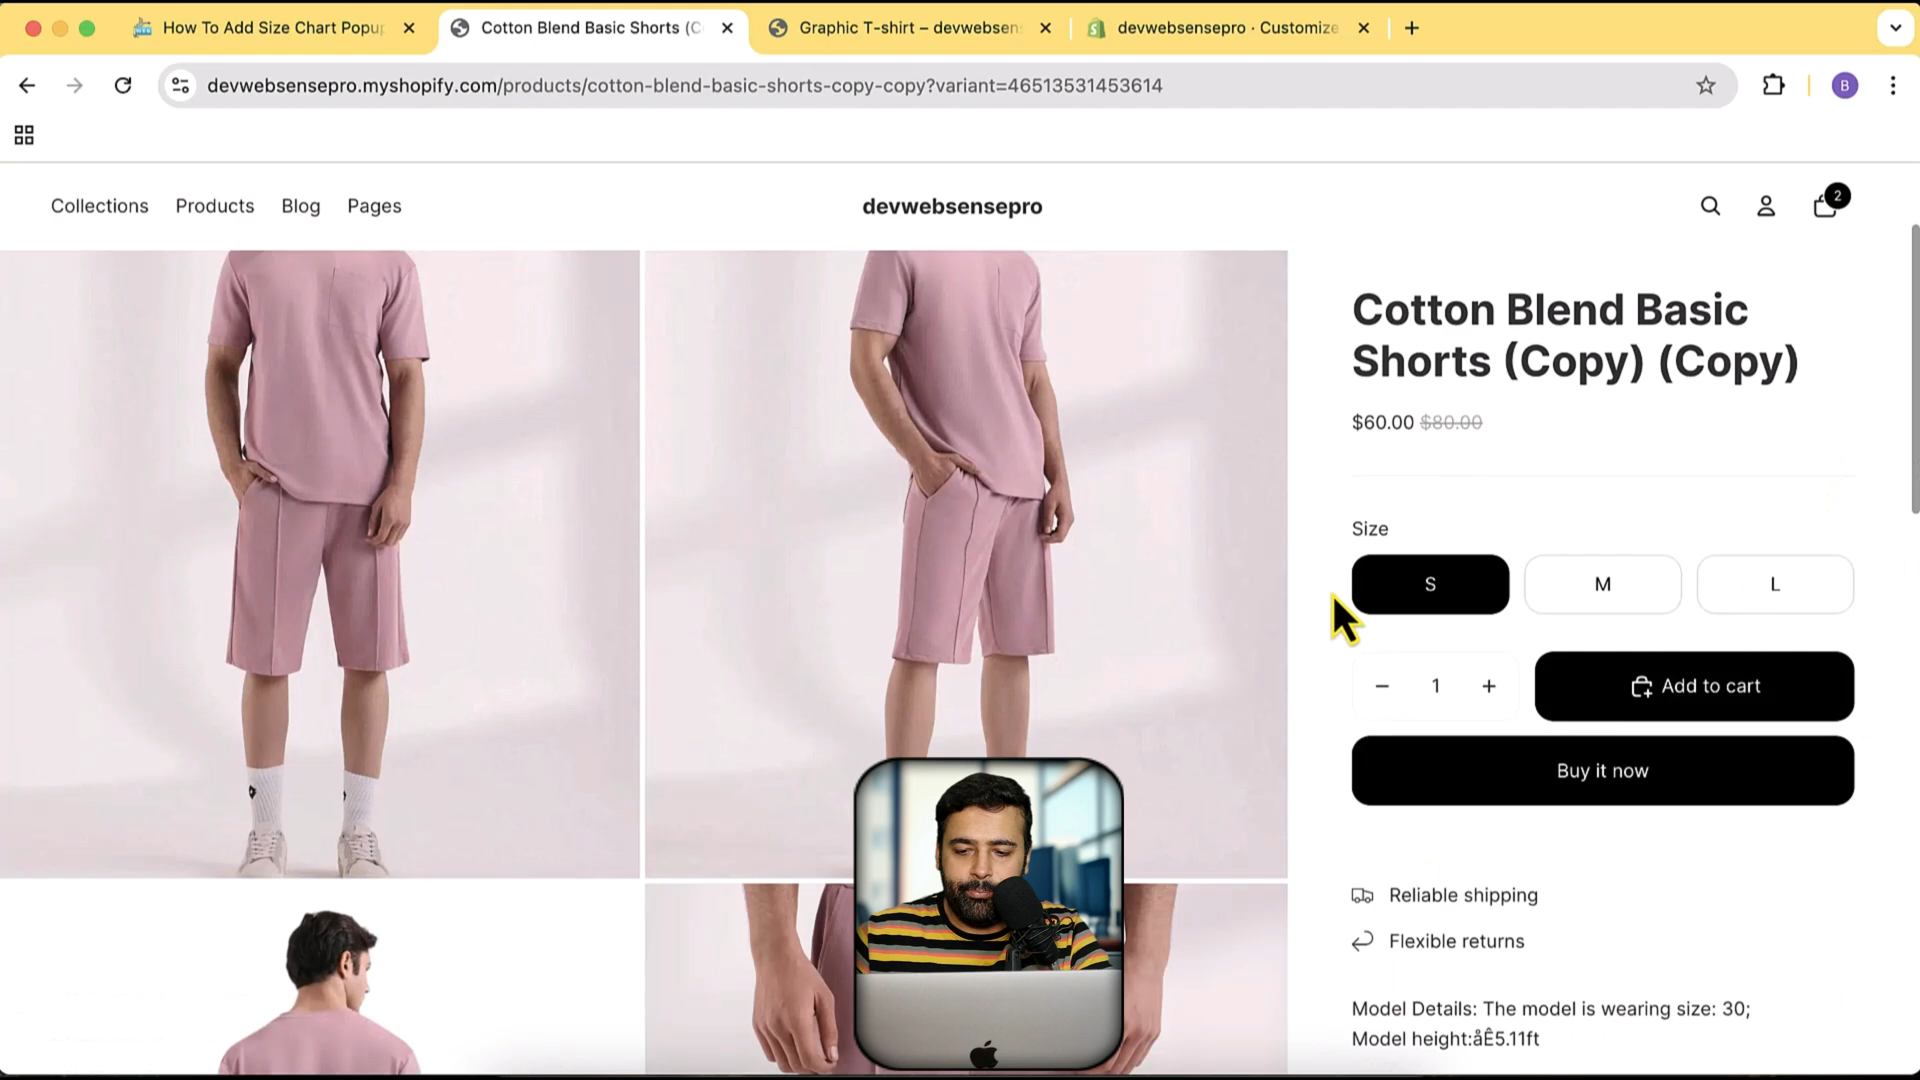 How To Add Size Chart Popup
Cotton Blend Basic Shorts (C
Graphic T-shirt – devwebsen
devwebsensepro · Customize
devwebsensepro.myshopify.com/products/cotton-blend-basic-shorts-copy-copy?variant=46513531453614
B
Collections Products Blog Pages
devwebsensepro
2
Cotton Blend Basic
Shorts (Copy) (Copy)
$60.00 $80.00
Size
S M L
− 1 + Add to cart
Buy it now
Reliable shipping
Flexible returns
Model Details: The model is wearing size: 30;
Model height:åÊ5.11ft